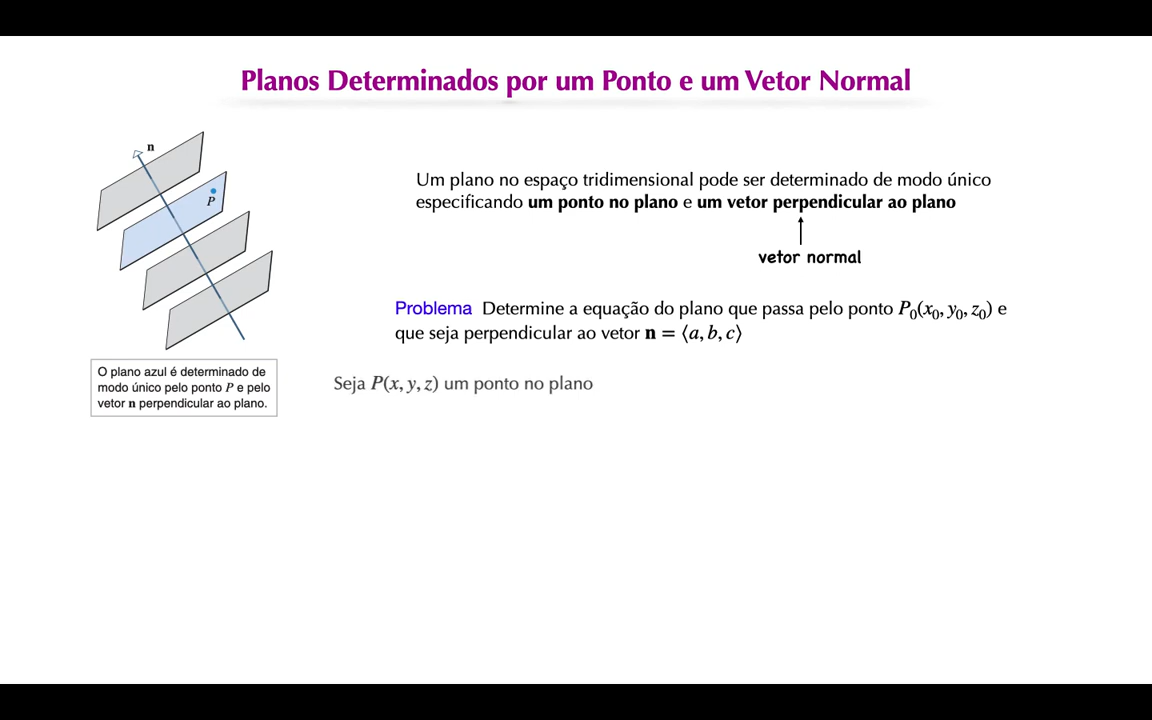 Planos Determinados por um Ponto e um Vetor Normal
n
P
Um plano no espaço tridimensional pode ser determinado de modo único
especificando um ponto no plano e um vetor perpendicular ao plano
vetor normal
Problema Determine a equação do plano que passa pelo ponto P₀(x₀, y₀, z₀) e
que seja perpendicular ao vetor n = ⟨a, b, c⟩
O plano azul é determinado de
modo único pelo ponto P e pelo
vetor n perpendicular ao plano.
Seja P(x, y, z) um ponto no plano